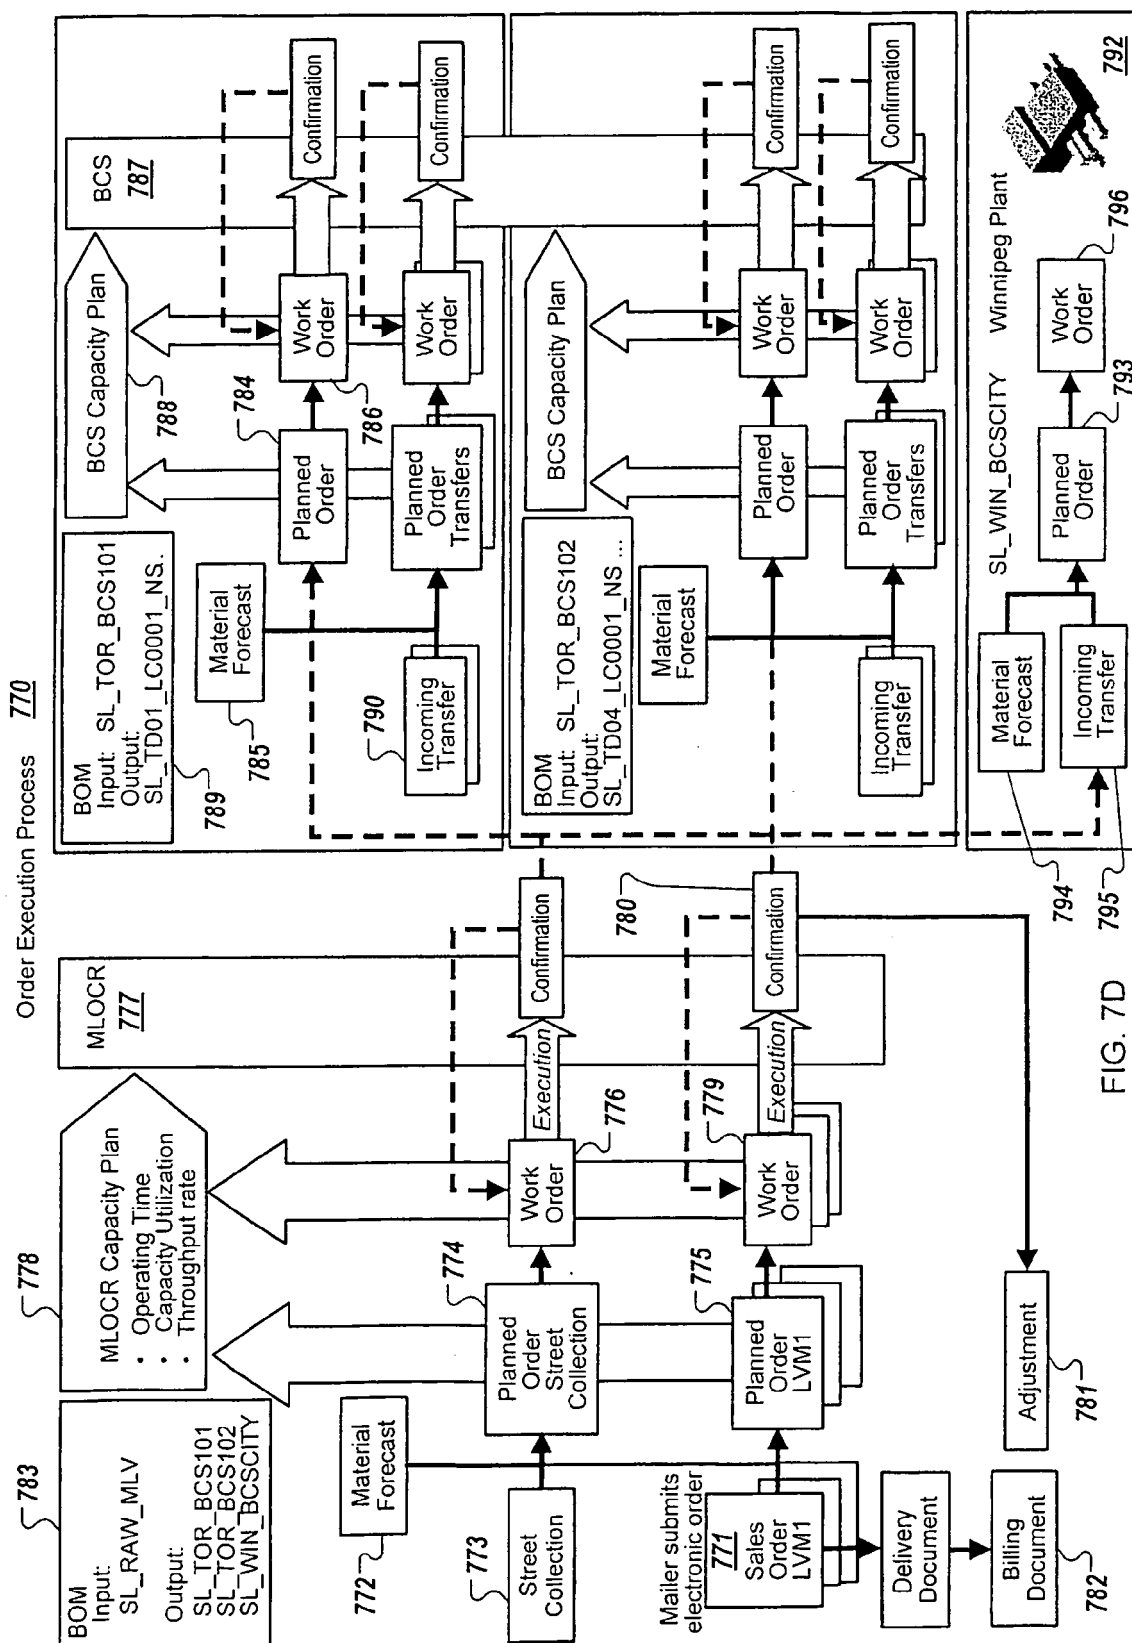 Order Execution Process 770
783
BOM
Input:
SL_RAW_MLV
Output:
SL_TOR_BCS101
SL_TOR_BCS102
SL_WIN_BCSCITY
778
MLOCR Capacity Plan
• Operating Time
• Capacity Utilization
• Throughput rate
MLOCR
777
772
Material
Forecast
773
Street
Collection
774
Planned
Order
Street
Collection
776
Work
Order
Execution
Confirmation
Mailer submits
electronic order
771
Sales
Order
LVM1
775
Planned
Order
LVM1
779
Work
Order
Execution
780
Confirmation
Delivery
Document
Billing
Document
782
Adjustment
781
BOM
Input: SL_TOR_BCS101
Output:
SL_TD01_LC0001_NS..
789
BCS Capacity Plan
788
BCS
787
785
Material
Forecast
784
Planned
Order
786
Work
Order
Confirmation
790
Incoming
Transfer
Planned
Order
Transfers
Work
Order
Confirmation
BOM
Input: SL_TOR_BCS102
Output:
SL_TD04_LC0001_NS ...
BCS Capacity Plan
Material
Forecast
Planned
Order
Work
Order
Confirmation
Incoming
Transfer
Planned
Order
Transfers
Work
Order
Confirmation
SL_WIN_BCSCITY Winnipeg Plant
792
794
Material
Forecast
795
Incoming
Transfer
Planned
Order
793
Work
Order
796
FIG. 7D